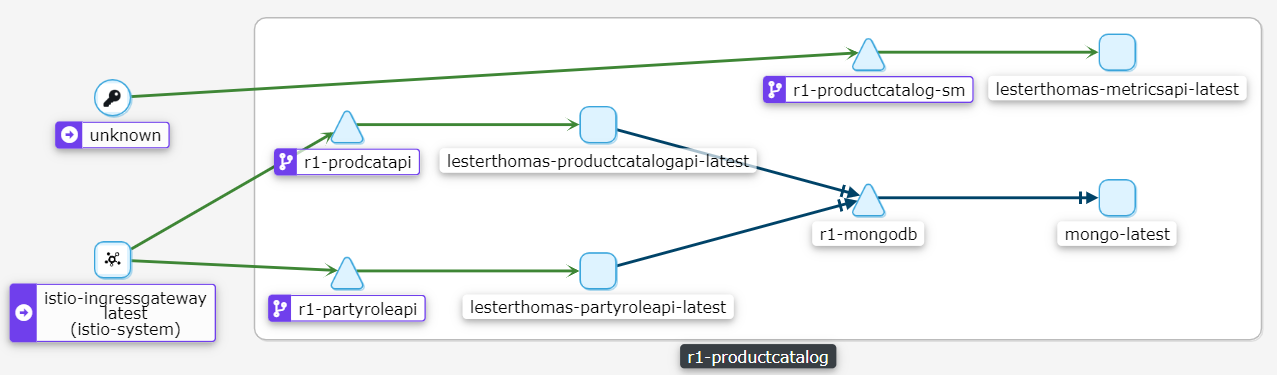 r1-productcatalog-sm
lesterthomas-metricsapi-latest
unknown
r1-prodcatapi
lesterthomas-productcatalogapi-latest
r1-mongodb
mongo-latest
istio-ingressgateway
latest
(istio-system)
r1-partyroleapi
lesterthomas-partyroleapi-latest
r1-productcatalog